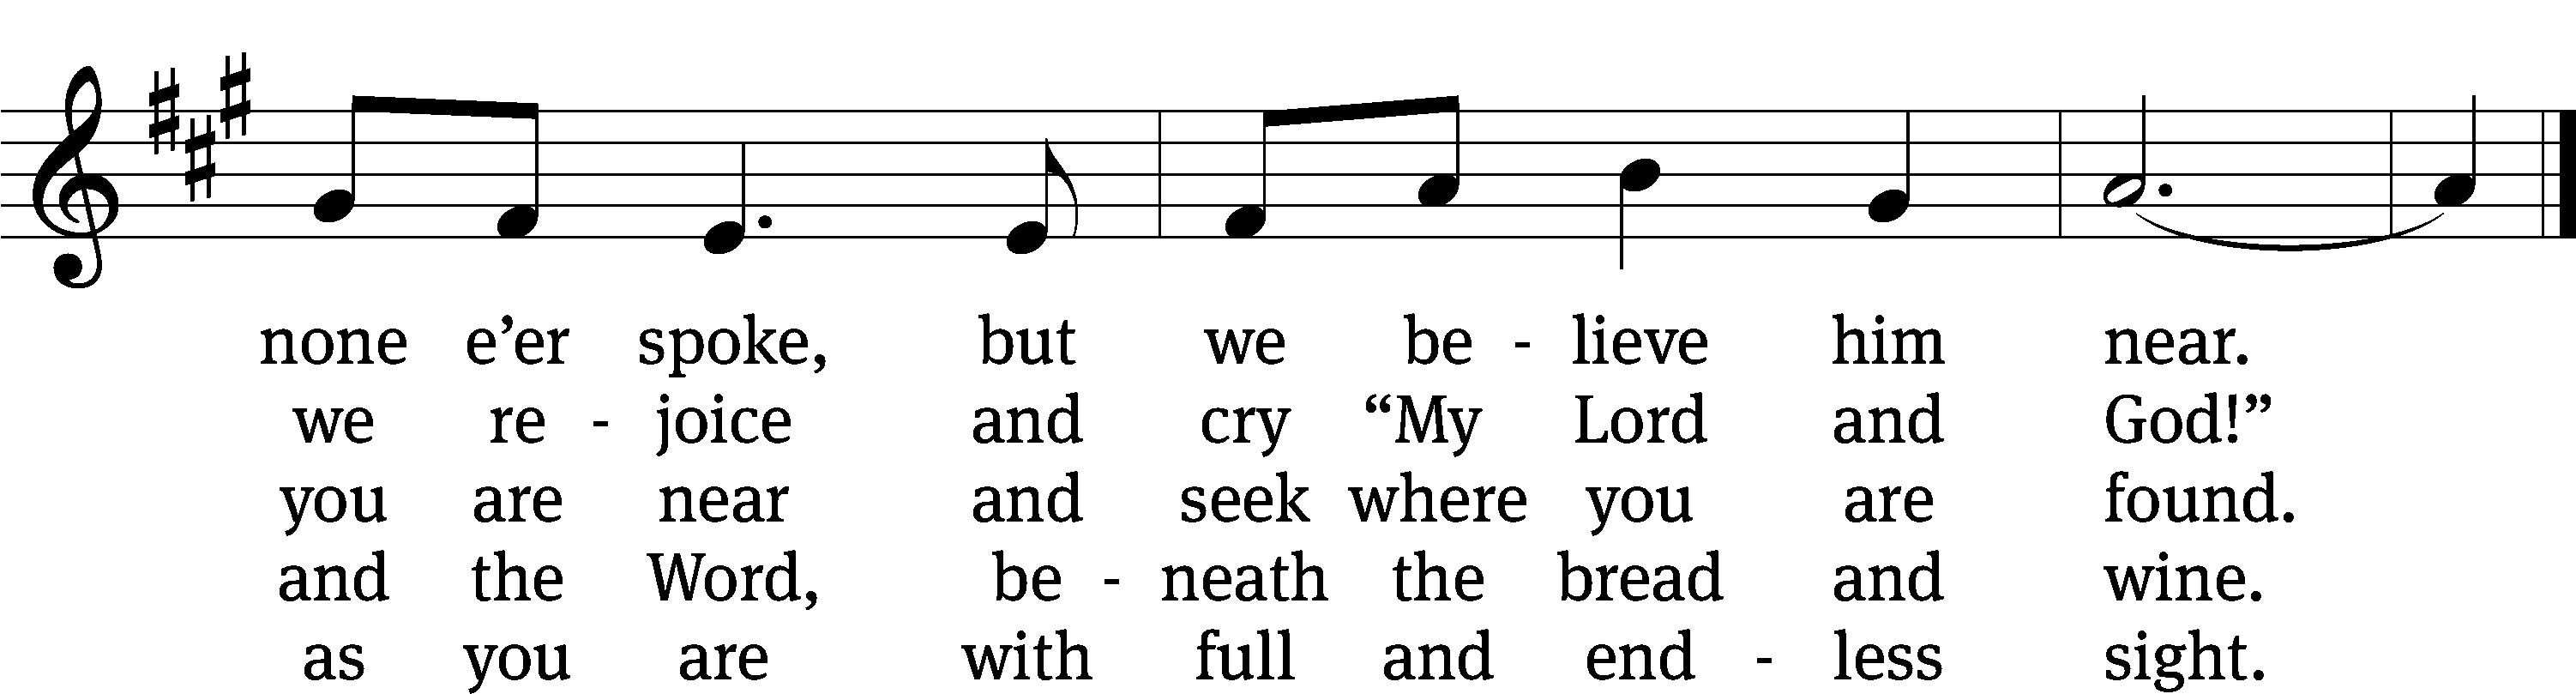 none e’er spoke, but we be - lieve him near.
we re - joice and cry “My Lord and God!”
you are near and seek where you are found.
and the Word, be - neath the bread and wine.
as you are with full and end - less sight.